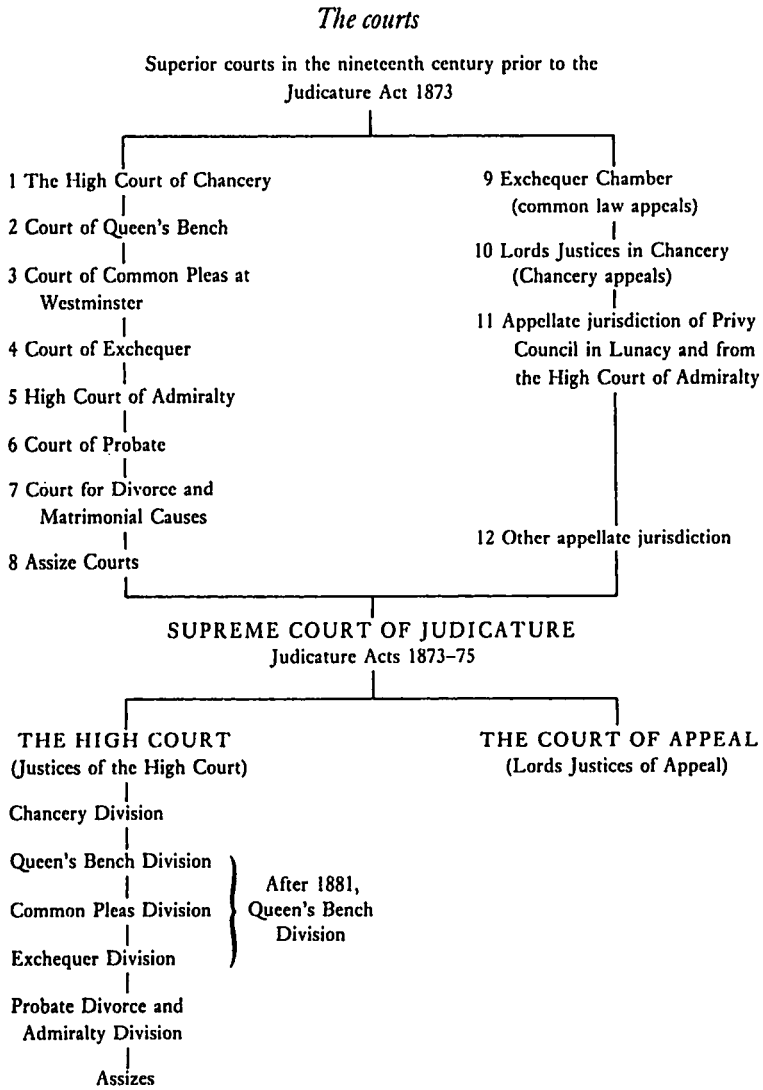 The courts
Superior courts in the nineteenth century prior to the
Judicature Act 1873
1 The High Court of Chancery
2 Court of Queen's Bench
3 Court of Common Pleas at
Westminster
4 Court of Exchequer
5 High Court of Admiralty
6 Court of Probate
7 Court for Divorce and
Matrimonial Causes
8 Assize Courts
9 Exchequer Chamber
(common law appeals)
10 Lords Justices in Chancery
(Chancery appeals)
11 Appellate jurisdiction of Privy
Council in Lunacy and from
the High Court of Admiralty
12 Other appellate jurisdiction
SUPREME COURT OF JUDICATURE
Judicature Acts 1873–75
THE HIGH COURT
(Justices of the High Court)
Chancery Division
Queen's Bench Division
Common Pleas Division
Exchequer Division
After 1881,
Queen's Bench
Division
Probate Divorce and
Admiralty Division
Assizes
THE COURT OF APPEAL
(Lords Justices of Appeal)